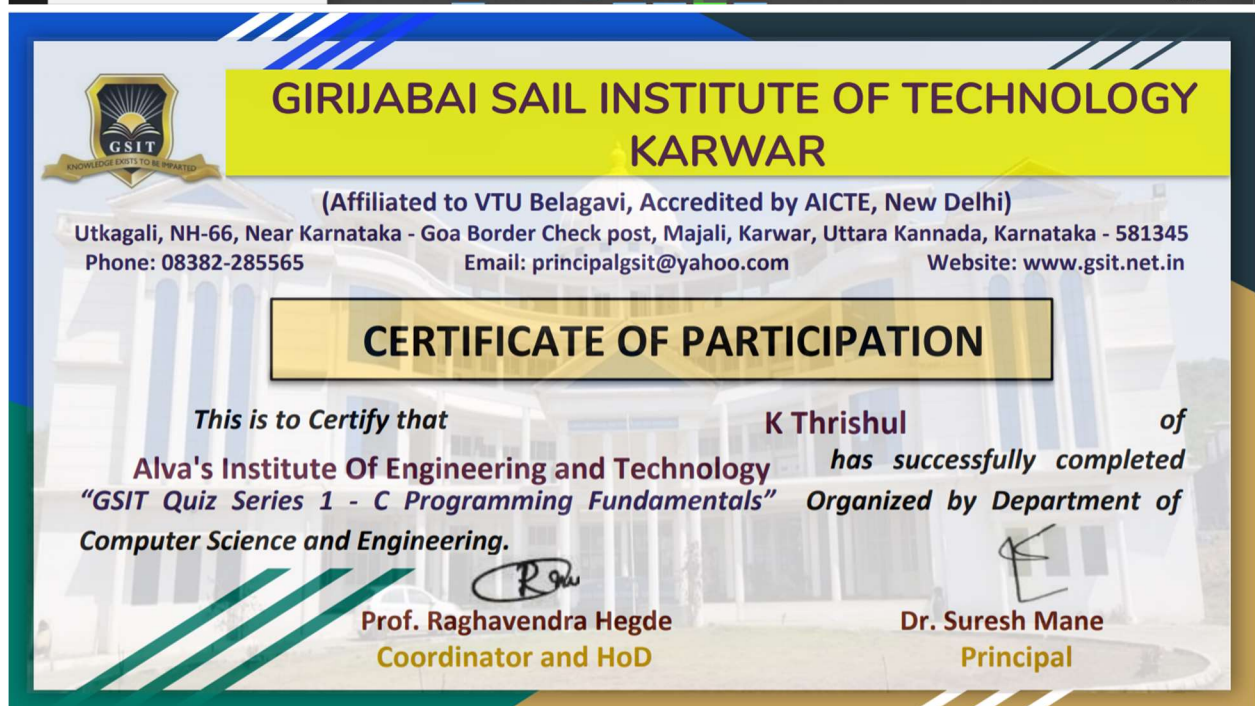 GSIT
KNOWLEDGE EXISTS TO BE IMPARTED
GIRIJABAI SAIL INSTITUTE OF TECHNOLOGY
KARWAR
(Affiliated to VTU Belagavi, Accredited by AICTE, New Delhi)
Utkagali, NH-66, Near Karnataka - Goa Border Check post, Majali, Karwar, Uttara Kannada, Karnataka - 581345
Phone: 08382-285565 Email: principalgsit@yahoo.com Website: www.gsit.net.in
CERTIFICATE OF PARTICIPATION
This is to Certify that K Thrishul of
Alva's Institute Of Engineering and Technology has successfully completed
“GSIT Quiz Series 1 - C Programming Fundamentals” Organized by Department of
Computer Science and Engineering.
Prof. Raghavendra Hegde Dr. Suresh Mane
Coordinator and HoD Principal